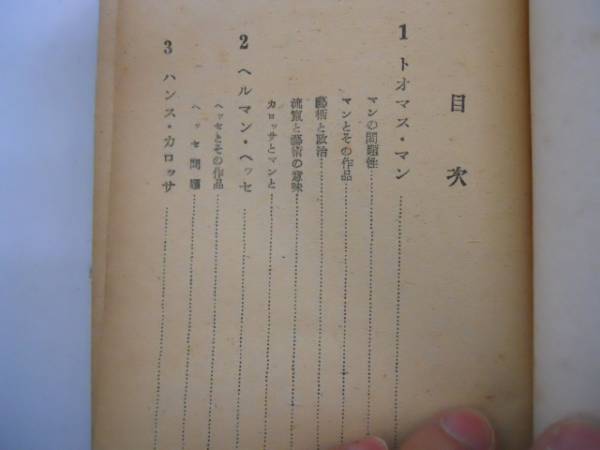 目次
1 トオマス・マン
マンの問題性
マンとその作品
藝術と政治
流竄と藝術の意味
カロッサとマンと
2 ヘルマン・ヘッセ
ヘッセとその作品
ヘッセ問題
3 ハンス・カロッサ